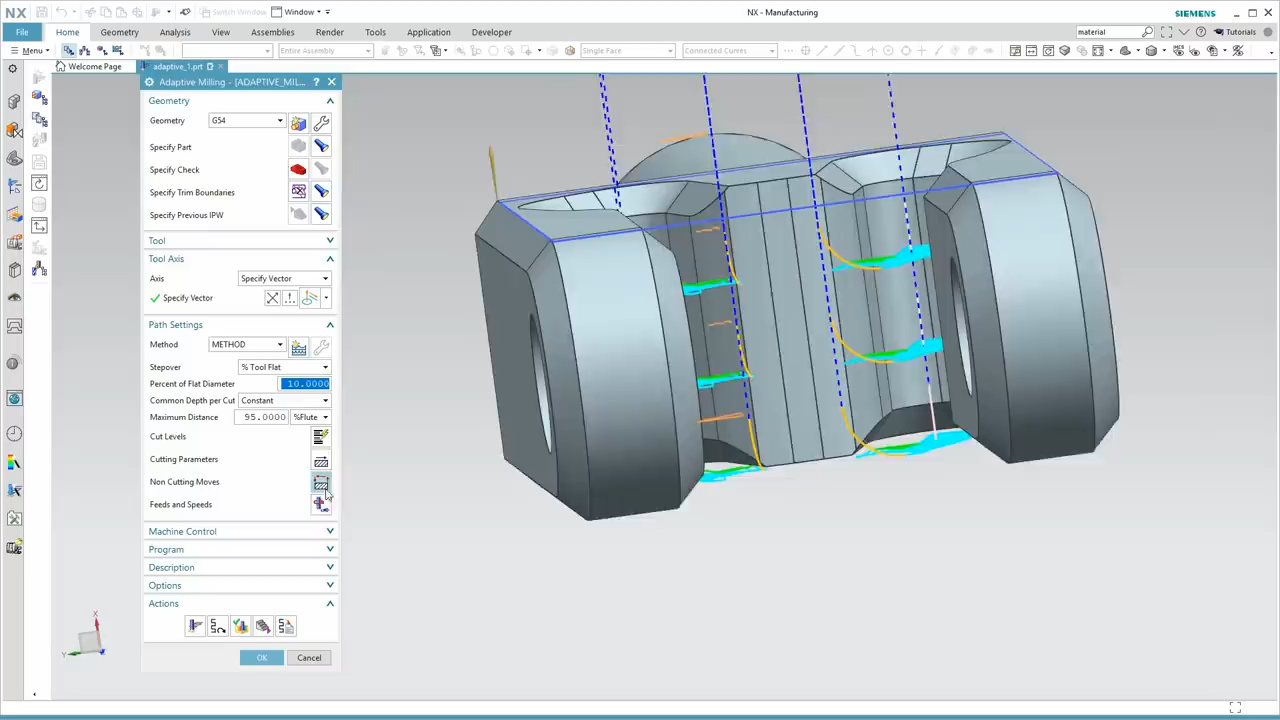 NX
Switch Window
Window
NX - Manufacturing
SIEMENS
File
Home
Geometry
Analysis
View
Assemblies
Render
Tools
Application
Developer
material
Tutorials
Menu
Entire Assembly
Single Face
Connected Curves
Welcome Page
adaptive_1.prt
Adaptive Milling - [ADAPTIVE_MIL...
Geometry
Geometry
G54
Specify Part
Specify Check
Specify Trim Boundaries
Specify Previous IPW
Tool
Tool Axis
Axis
Specify Vector
Specify Vector
Path Settings
Method
METHOD
Stepover
% Tool Flat
Percent of Flat Diameter
10.0000
Common Depth per Cut
Constant
Maximum Distance
95.0000
%Flute
Cut Levels
Cutting Parameters
Non Cutting Moves
Feeds and Speeds
Machine Control
Program
Description
Options
Actions
OK
Cancel
X
Y